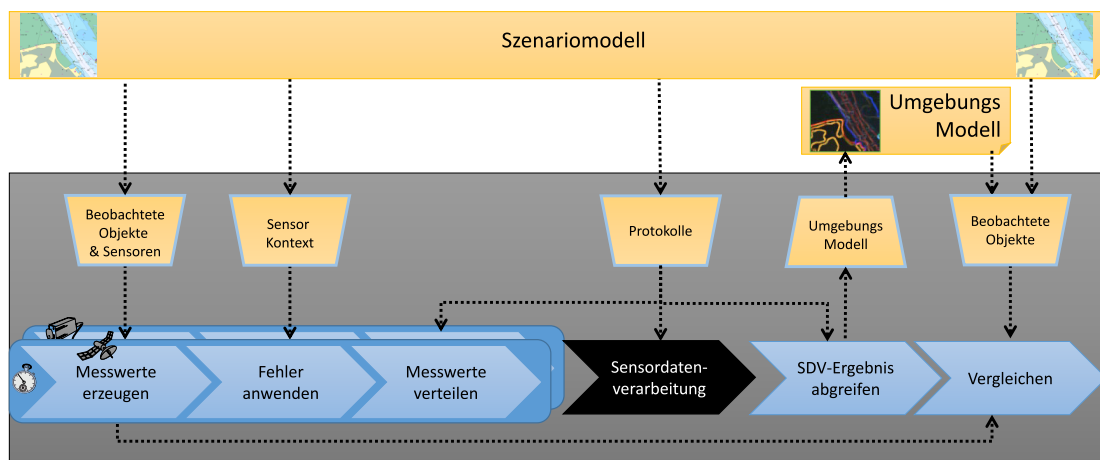 Szenariomodell
Umgebungs
Modell
Beobachtete
Objekte
& Sensoren
Sensor
Kontext
Protokolle
Umgebungs
Modell
Beobachtete
Objekte
Messwerte
erzeugen
Fehler
anwenden
Messwerte
verteilen
Sensordaten-
verarbeitung
SDV-Ergebnis
abgreifen
Vergleichen